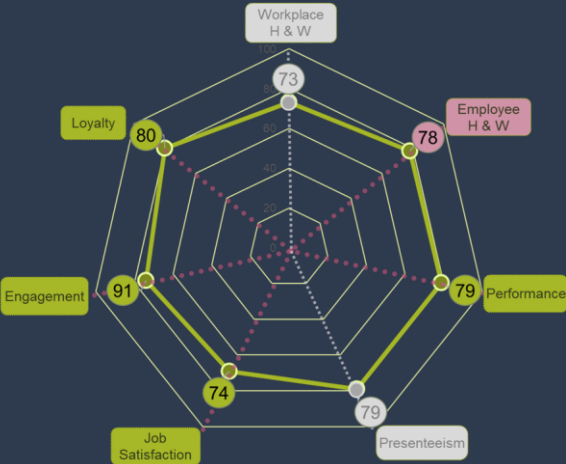 Workplace
H & W
100
73
80
Loyalty
80
Employee
H & W
78
60
40
20
0
Engagement
91
79
Performance
74
79
Job
Satisfaction
Presenteeism